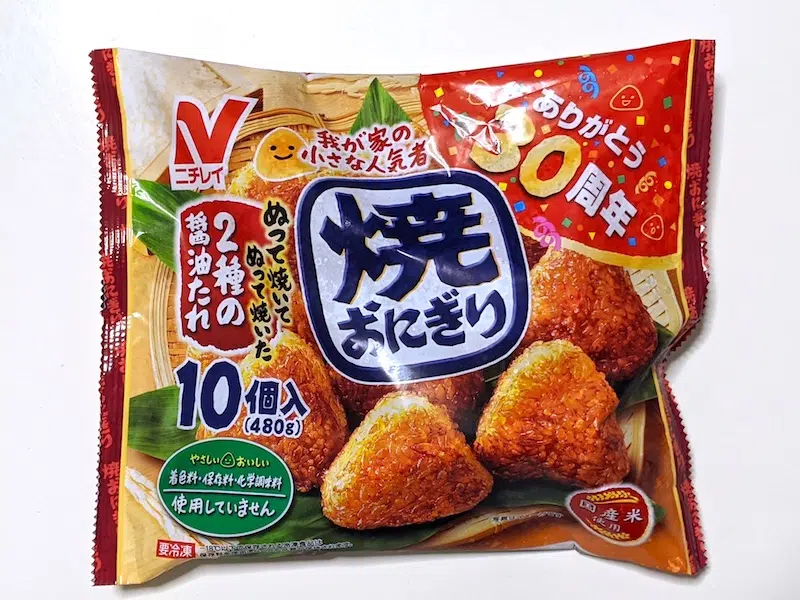 ニチレイ
我が家の
小さな人気者
ありがとう
30周年
2種の
醤油たれ
ぬって焼いて
ぬって焼いた
焼
おにぎり
10個入
(480g)
やさしい おいしい
着色料・保存料・化学調味料
使用していません
国産米
使用
要冷凍